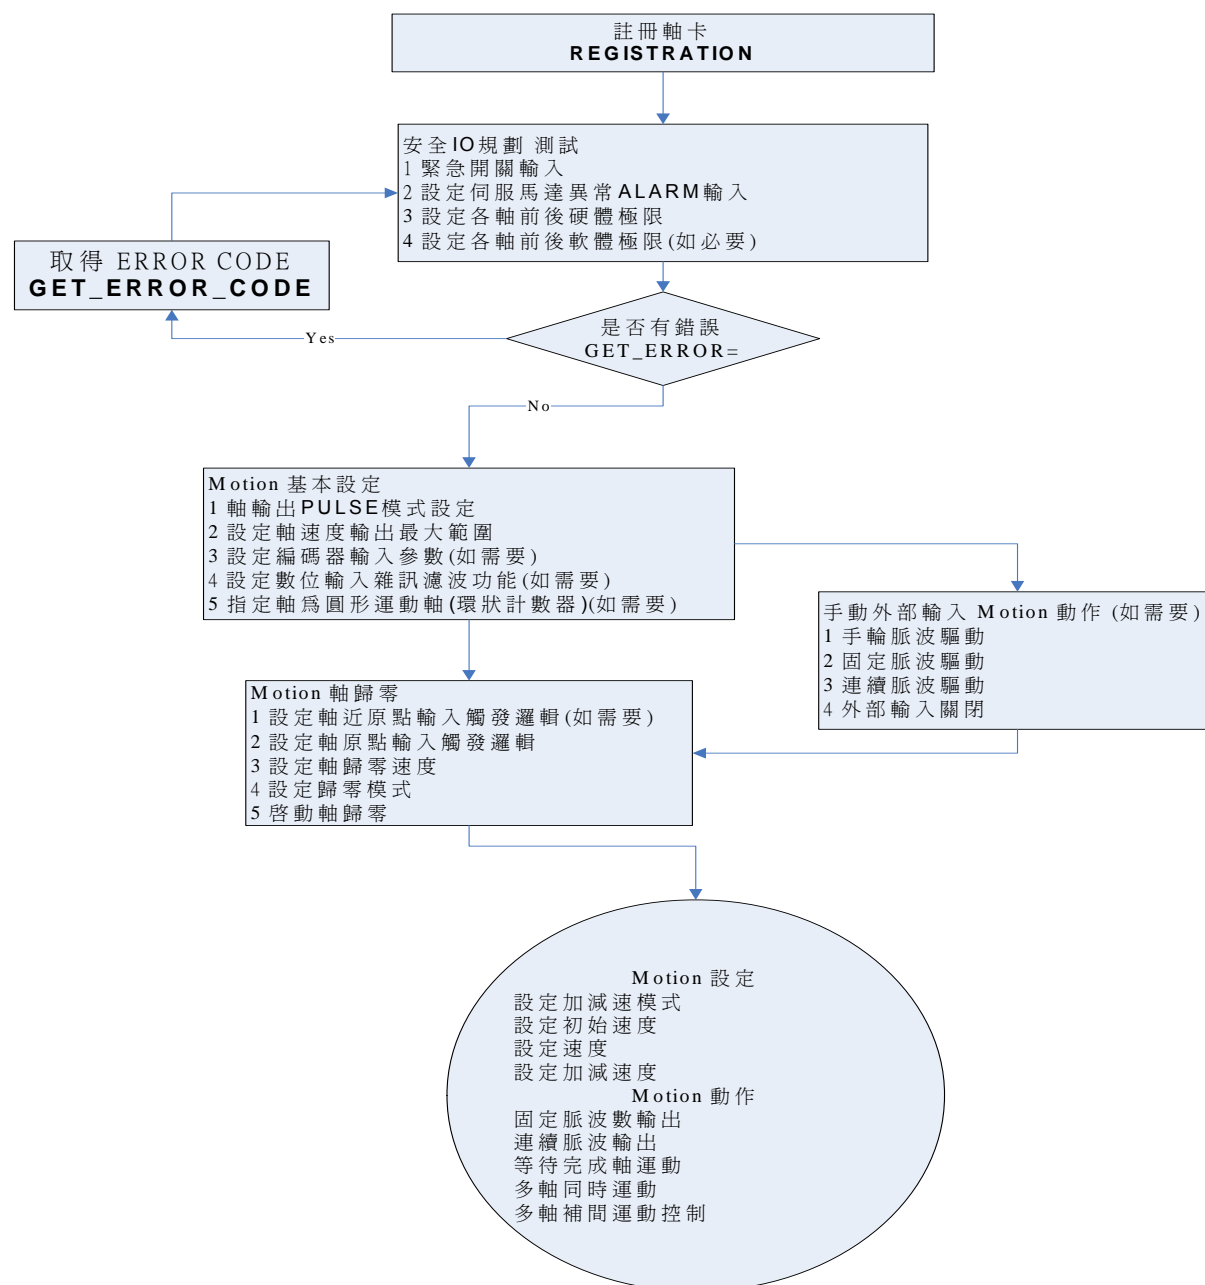 註冊軸卡
REGISTRATION
安全IO規劃 測試
1 緊急開關輸入
2 設定伺服馬達異常ALARM輸入
3 設定各軸前後硬體極限
4 設定各軸前後軟體極限(如必要)
取得 ERROR CODE
GET_ERROR_CODE
是否有錯誤
GET_ERROR=
Yes
No
Motion 基本設定
1 軸輸出PULSE模式設定
2 設定軸速度輸出最大範圍
3 設定編碼器輸入參數(如需要)
4 設定數位輸入雜訊濾波功能(如需要)
5 指定軸爲圓形運動軸(環狀計數器)(如需要)
手動外部輸入 Motion 動作 (如需要)
1 手輪脈波驅動
2 固定脈波驅動
3 連續脈波驅動
4 外部輸入關閉
Motion 軸歸零
1 設定軸近原點輸入觸發邏輯(如需要)
2 設定軸原點輸入觸發邏輯
3 設定軸歸零速度
4 設定歸零模式
5 啓動軸歸零
Motion 設定
設定加減速模式
設定初始速度
設定速度
設定加減速度
Motion 動作
固定脈波數輸出
連續脈波輸出
等待完成軸運動
多軸同時運動
多軸補間運動控制